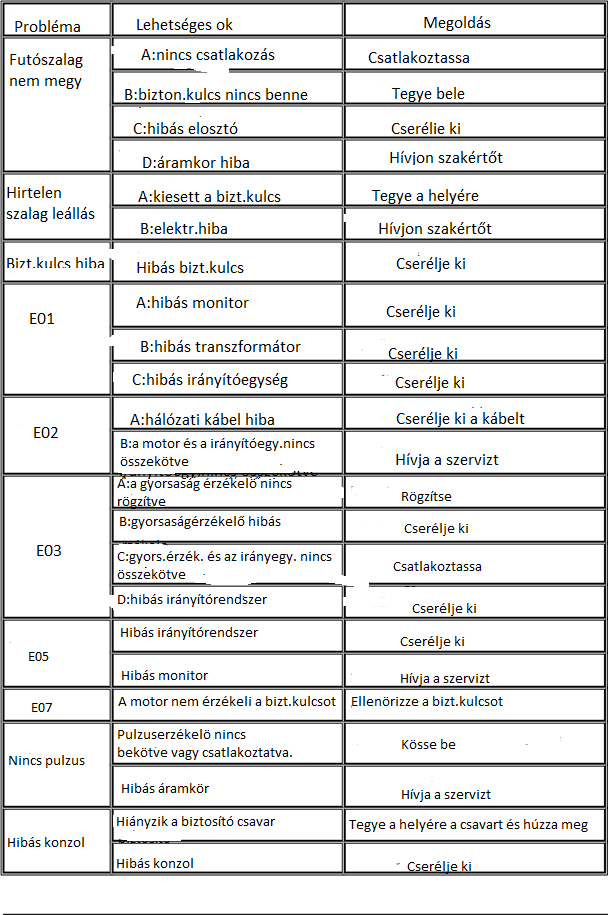 Probléma Lehetséges ok Megoldás
Futószalag
nem megy
A:nincs csatlakozás Csatlakoztassa
B:bizton.kulcs nincs benne Tegye bele
C:hibás elosztó Cserélie ki
D:áramkor hiba Hívjon szakértőt
Hirtelen
szalag leállás
A:kiesett a bizt.kulcs Tegye a helyére
B:elektr.hiba Hívjon szakértőt
Bizt.kulcs hiba Hibás bizt.kulcs Cserélje ki
E01
A:hibás monitor Cserélje ki
B:hibás transzformátor Cserélje ki
C:hibás irányítóegység Cserélje ki
E02
A:hálózati kábel hiba Cserélje ki a kábelt
B:a motor és a irányítóegy.nincs
összekötve
Hívja a szervizt
E03
A:a gyorsaság érzékelő nincs
rögzítve
Rögzítse
B:gyorsaságérzékelő hibás Cserélje ki
C:gyors.érzék. és az irányegy. nincs
összekötve
Csatlakoztassa
D:hibás irányítórendszer Cserélje ki
E05
Hibás irányítórendszer Cserélje ki
Hibás monitor Hívja a szervizt
E07 A motor nem érzékeli a bizt.kulcsot Ellenörizze a bizt.kulcsot
Nincs pulzus
Pulzuserzékelö nincs
bekötve vagy csatlakoztatva.
Kösse be
Hibás áramkör Hívja a szervizt
Hibás konzol
Hiányzik a biztosító csavar Tegye a helyére a csavart és húzza meg
Hibás konzol Cserélje ki